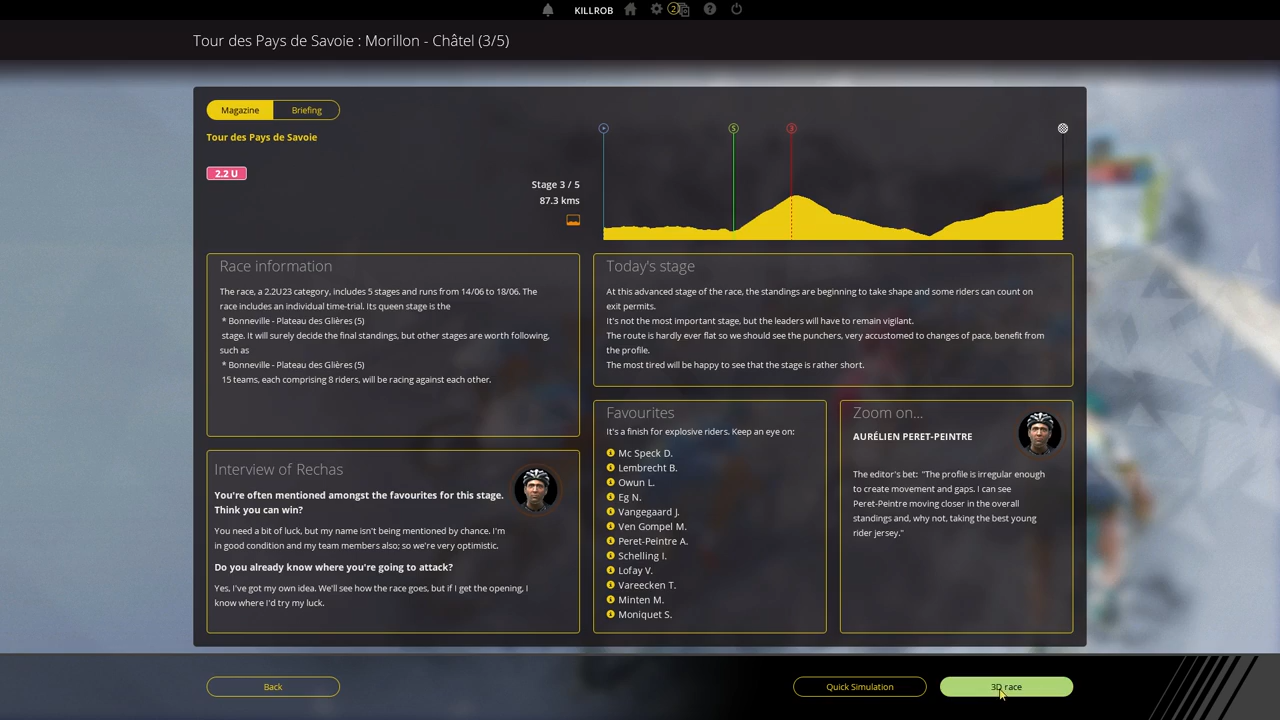 KILLROB
2
Tour des Pays de Savoie : Morillon - Châtel (3/5)
Magazine
Briefing
Tour des Pays de Savoie
2.2 U
Stage 3 / 5
87.3 kms
S
3
Race information
The race, a 2.2U23 category, includes 5 stages and runs from 14/06 to 18/06. The
race includes an individual time-trial. Its queen stage is the
* Bonneville - Plateau des Glières (5)
stage. It will surely decide the final standings, but other stages are worth following,
such as
* Bonneville - Plateau des Glières (5)
15 teams, each comprising 8 riders, will be racing against each other.
Today's stage
At this advanced stage of the race, the standings are beginning to take shape and some riders can count on
exit permits.
It's not the most important stage, but the leaders will have to remain vigilant.
The route is hardly ever flat so we should see the punchers, very accustomed to changes of pace, benefit from
the profile.
The most tired will be happy to see that the stage is rather short.
Interview of Rechas
You're often mentioned amongst the favourites for this stage.
Think you can win?
You need a bit of luck, but my name isn't being mentioned by chance. I'm
in good condition and my team members also; so we're very optimistic.
Do you already know where you're going to attack?
Yes, I've got my own idea. We'll see how the race goes, but if I get the opening, I
know where I'd try my luck.
Favourites
It's a finish for explosive riders. Keep an eye on:
Mc Speck D.
Lembrecht B.
Owun L.
Eg N.
Vangegaard J.
Ven Gompel M.
Peret-Peintre A.
Schelling I.
Lofay V.
Vareecken T.
Minten M.
Moniquet S.
Zoom on...
AURÉLIEN PERET-PEINTRE
The editor's bet: "The profile is irregular enough
to create movement and gaps. I can see
Peret-Peintre moving closer in the overall
standings and, why not, taking the best young
rider jersey."
Back
Quick Simulation
3D race